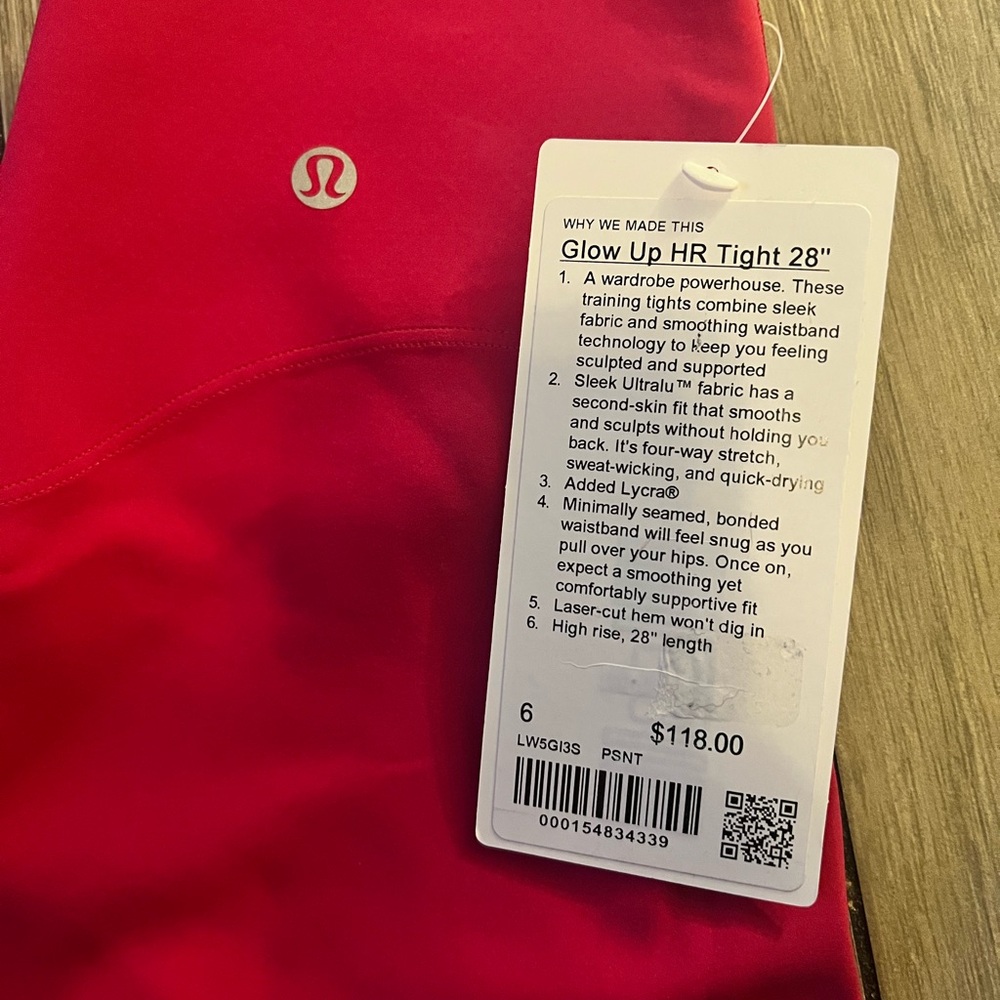 WHY WE MADE THIS
Glow Up HR Tight 28"
1. A wardrobe powerhouse. These
training tights combine sleek
fabric and smoothing waistband
technology to keep you feeling
sculpted and supported
2. Sleek Ultralu™ fabric has a
second-skin fit that smooths
and sculpts without holding you
back. It's four-way stretch,
sweat-wicking, and quick-drying
3. Added Lycra®
4. Minimally seamed, bonded
waistband will feel snug as you
pull over your hips. Once on,
expect a smoothing yet
comfortably supportive fit
5. Laser-cut hem won't dig in
6. High rise, 28" length
6 $118.00
LW5GI3S PSNT
000154834339